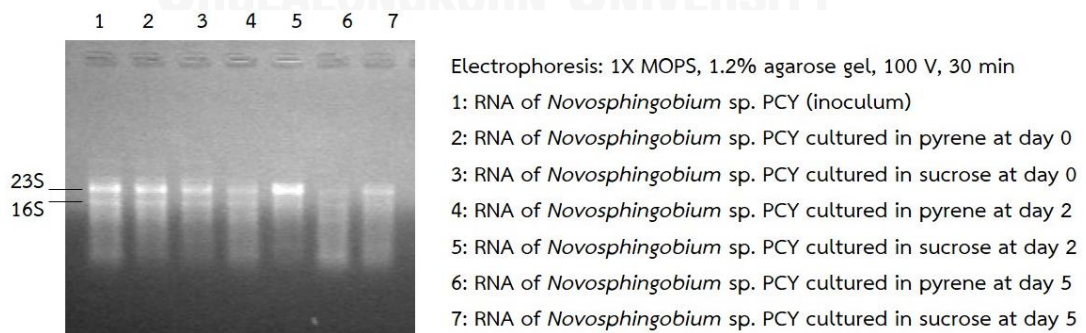 CHULALONGKORN UNIVERSITY
1 2 3 4 5 6 7
Electrophoresis: 1X MOPS, 1.2% agarose gel, 100 V, 30 min
1: RNA of Novosphingobium sp. PCY (inoculum)
2: RNA of Novosphingobium sp. PCY cultured in pyrene at day 0
3: RNA of Novosphingobium sp. PCY cultured in sucrose at day 0
4: RNA of Novosphingobium sp. PCY cultured in pyrene at day 2
5: RNA of Novosphingobium sp. PCY cultured in sucrose at day 2
6: RNA of Novosphingobium sp. PCY cultured in pyrene at day 5
7: RNA of Novosphingobium sp. PCY cultured in sucrose at day 5
23S
16S